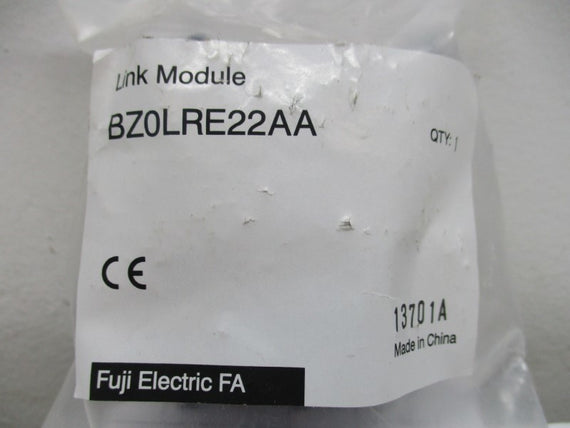 Link Module
BZ0LRE22AA
QTY: 1
CE
13701A
Made in China
Fuji Electric FA